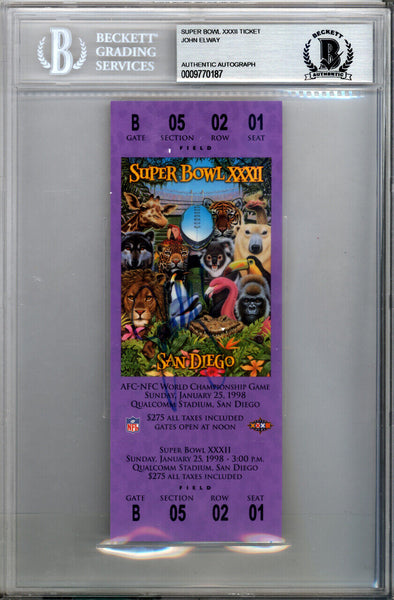 BECKETT
GRADING
SERVICES
SUPER BOWL XXXII TICKET
JOHN ELWAY
AUTHENTIC AUTOGRAPH
0009770187
BECKETT
AUTHENTIC
B 05 02 01
GATE SECTION ROW SEAT
FIELD
SUPER BOWL XXXII
SAN DIEGO
AFC-NFC WORLD CHAMPIONSHIP GAME
SUNDAY, JANUARY 25, 1998
QUALCOMM STADIUM, SAN DIEGO
$275 ALL TAXES INCLUDED
GATES OPEN AT NOON
NFL
XXXII
SUPER BOWL XXXII
SUNDAY, JANUARY 25, 1998 - 3:00 P.M.
QUALCOMM STADIUM, SAN DIEGO
$275 ALL TAXES INCLUDED
FIELD
GATE SECTION ROW SEAT
B 05 02 01